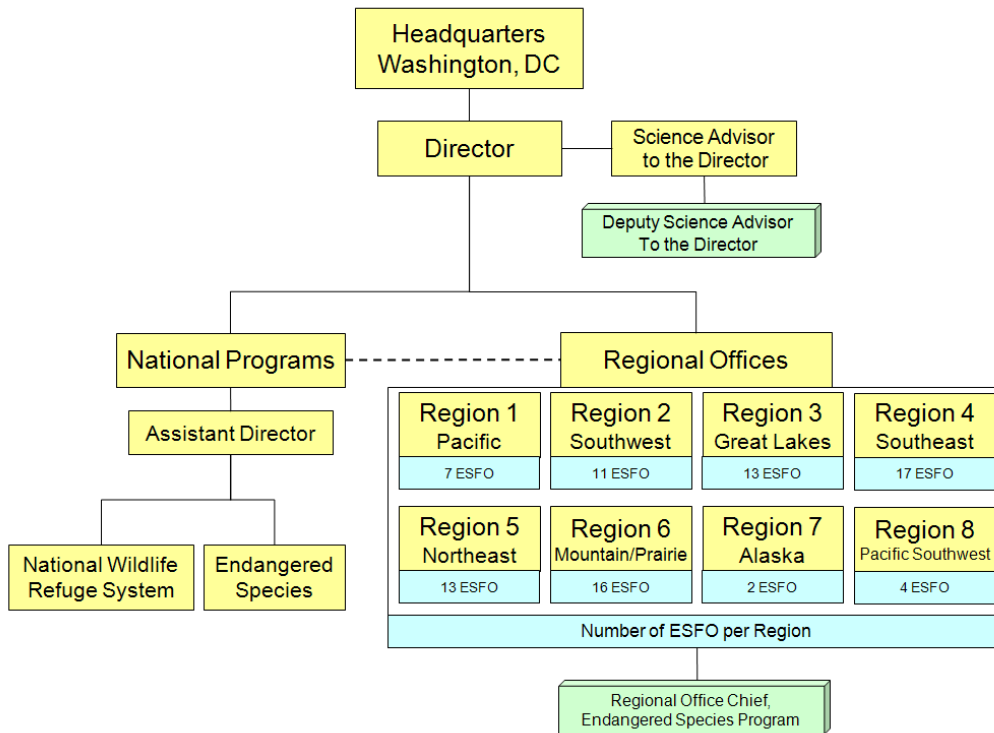 Headquarters
Washington, DC
Director
Science Advisor
to the Director
Deputy Science Advisor
To the Director
National Programs
Regional Offices
Assistant Director
National Wildlife
Refuge System
Endangered
Species
Region 1
Pacific
7 ESFO
Region 2
Southwest
11 ESFO
Region 3
Great Lakes
13 ESFO
Region 4
Southeast
17 ESFO
Region 5
Northeast
13 ESFO
Region 6
Mountain/Prairie
16 ESFO
Region 7
Alaska
2 ESFO
Region 8
Pacific Southwest
4 ESFO
Number of ESFO per Region
Regional Office Chief,
Endangered Species Program